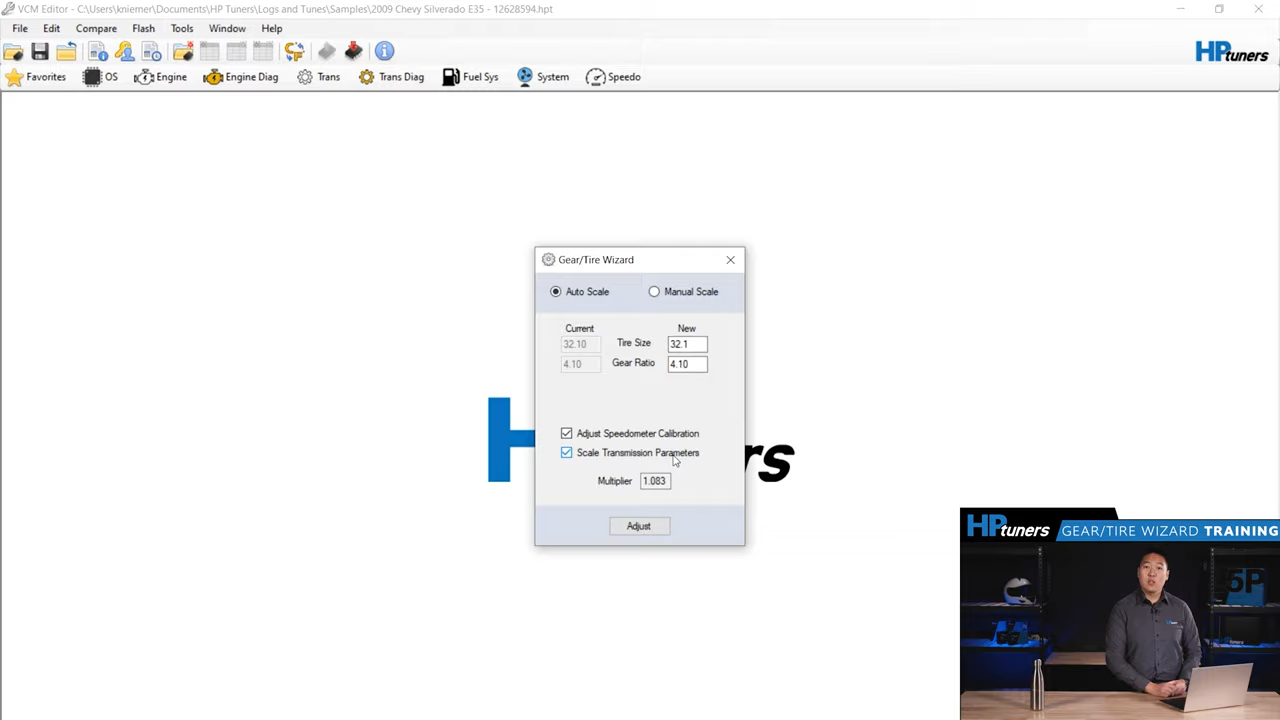 VCM Editor - C:\Users\kniemer\Documents\HP Tuners\Logs and Tunes\Samples\2009 Chevy Silverado E35 - 12628594.hpt
File Edit Compare Flash Tools Window Help
HPtuners
Favorites OS Engine Engine Diag Trans Trans Diag Fuel Sys System Speedo
Gear/Tire Wizard
Auto Scale Manual Scale
Current New
32.10 Tire Size 32.1
4.10 Gear Ratio 4.10
Adjust Speedometer Calibration
Scale Transmission Parameters
Multiplier 1.083
Adjust
HPtuners GEAR/TIRE WIZARD TRAINING
5P